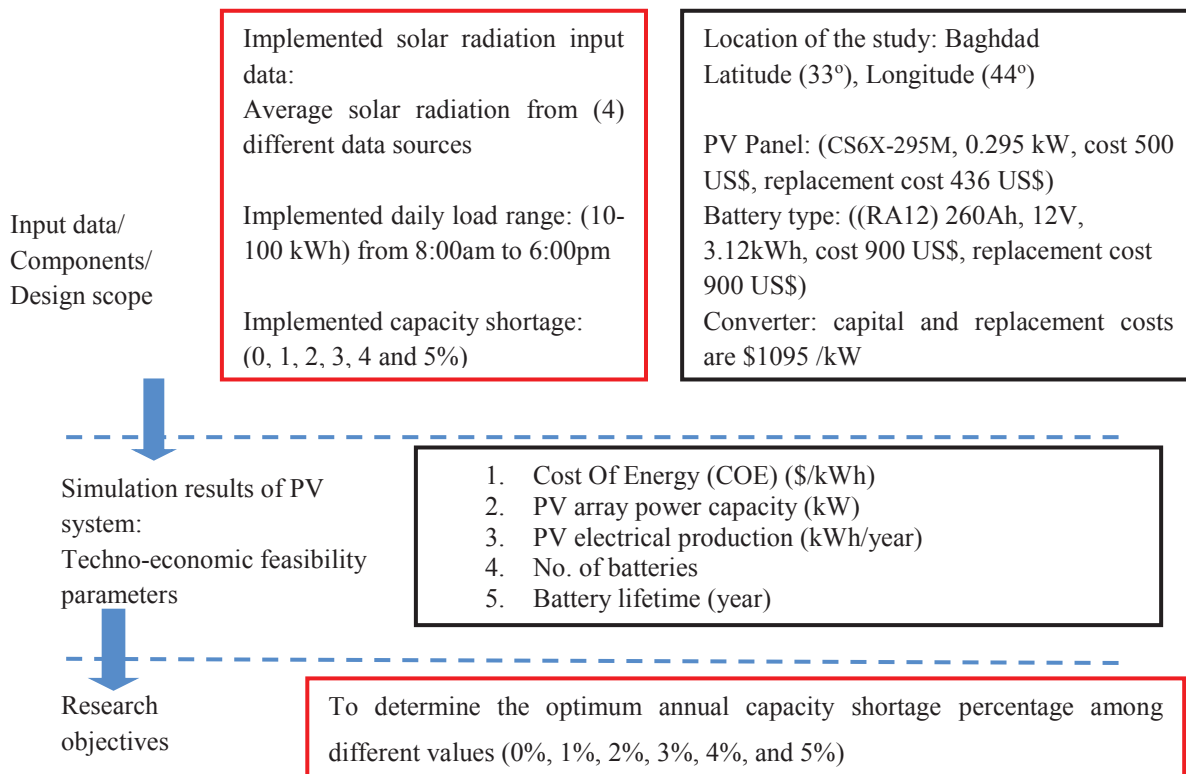 Implemented solar radiation input
data:
Average solar radiation from (4)
different data sources
Implemented daily load range: (10-
100 kWh) from 8:00am to 6:00pm
Implemented capacity shortage:
(0, 1, 2, 3, 4 and 5%)
Location of the study: Baghdad
Latitude (33º), Longitude (44º)
PV Panel: (CS6X-295M, 0.295 kW, cost 500
US$, replacement cost 436 US$)
Battery type: ((RA12) 260Ah, 12V,
3.12kWh, cost 900 US$, replacement cost
900 US$)
Converter: capital and replacement costs
are $1095 /kW
Input data/
Components/
Design scope
Simulation results of PV
system:
Techno-economic feasibility
parameters
1. Cost Of Energy (COE) ($/kWh)
2. PV array power capacity (kW)
3. PV electrical production (kWh/year)
4. No. of batteries
5. Battery lifetime (year)
Research
objectives
To determine the optimum annual capacity shortage percentage among
different values (0%, 1%, 2%, 3%, 4%, and 5%)